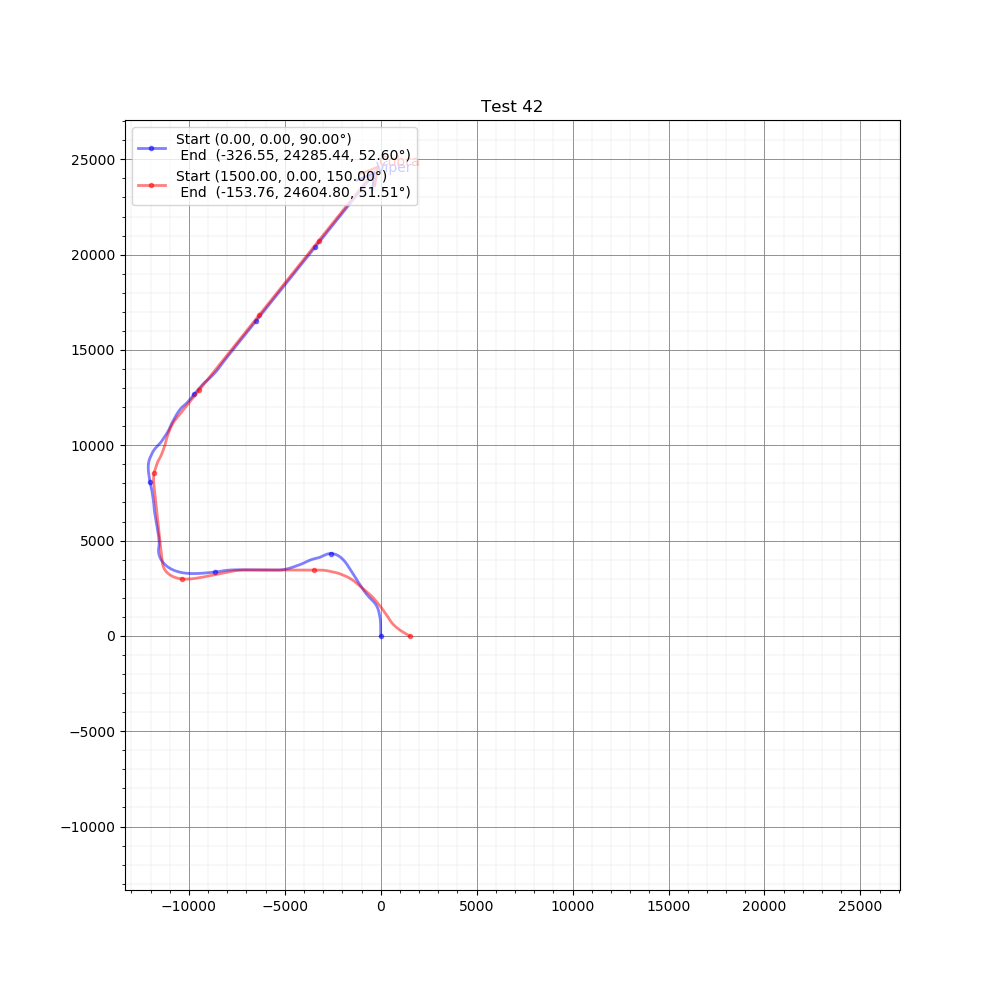 Test 42
Start (0.00, 0.00, 90.00°)
End (-326.55, 24285.44, 52.60°)
Start (1500.00, 0.00, 150.00°)
End (-153.76, 24604.80, 51.51°)
25000
20000
15000
10000
5000
0
−5000
−10000
−10000 −5000 0 5000 10000 15000 20000 25000